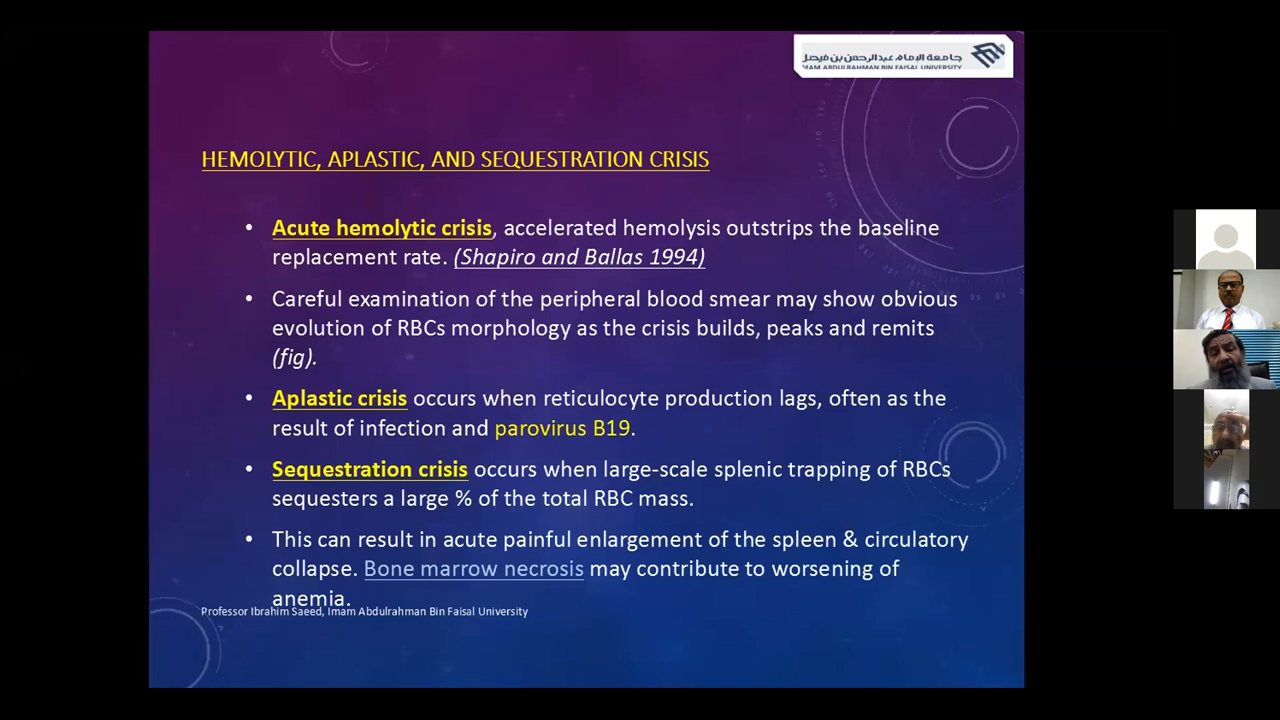 جامعة الإمام عبدالرحمن بن فيصل
IMAM ABDULRAHMAN BIN FAISAL UNIVERSITY
HEMOLYTIC, APLASTIC, AND SEQUESTRATION CRISIS
• Acute hemolytic crisis, accelerated hemolysis outstrips the baseline
replacement rate. (Shapiro and Ballas 1994)
• Careful examination of the peripheral blood smear may show obvious
evolution of RBCs morphology as the crisis builds, peaks and remits
(fig).
• Aplastic crisis occurs when reticulocyte production lags, often as the
result of infection and parovirus B19.
• Sequestration crisis occurs when large-scale splenic trapping of RBCs
sequesters a large % of the total RBC mass.
• This can result in acute painful enlargement of the spleen & circulatory
collapse. Bone marrow necrosis may contribute to worsening of
anemia.
Professor Ibrahim Saeed, Imam Abdulrahman Bin Faisal University